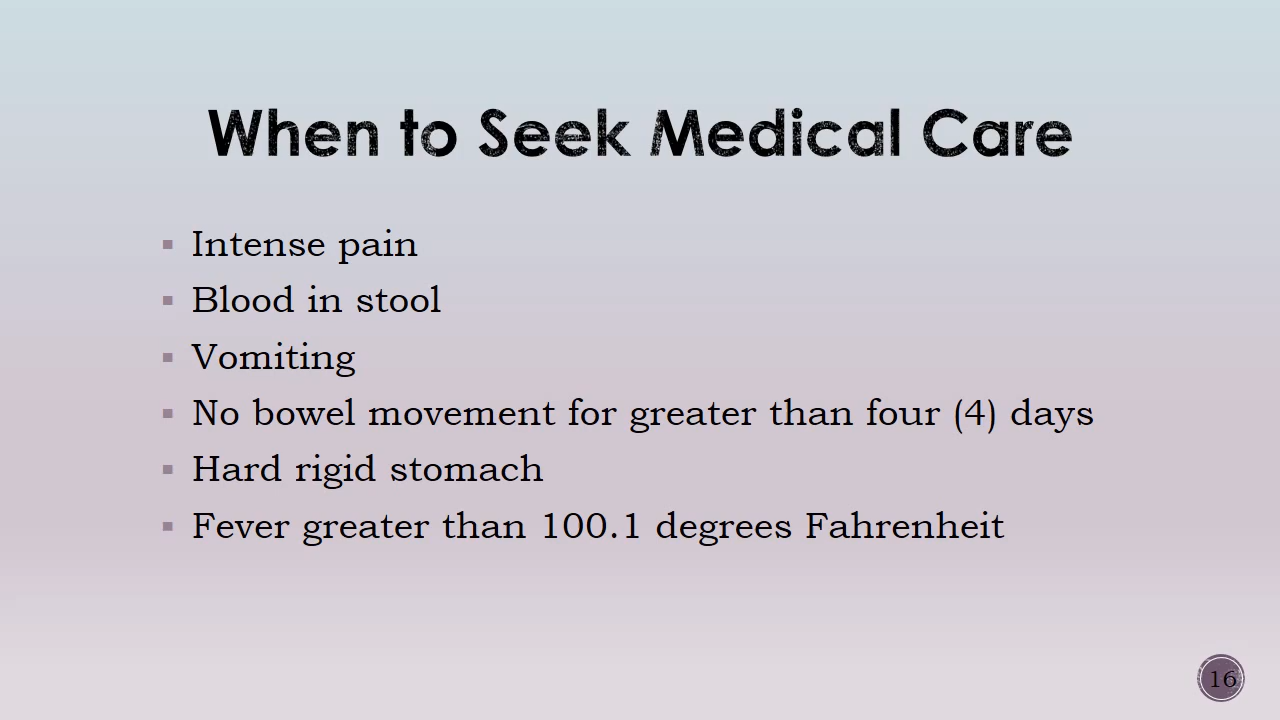 When to Seek Medical Care
▪ Intense pain
▪ Blood in stool
▪ Vomiting
▪ No bowel movement for greater than four (4) days
▪ Hard rigid stomach
▪ Fever greater than 100.1 degrees Fahrenheit
16